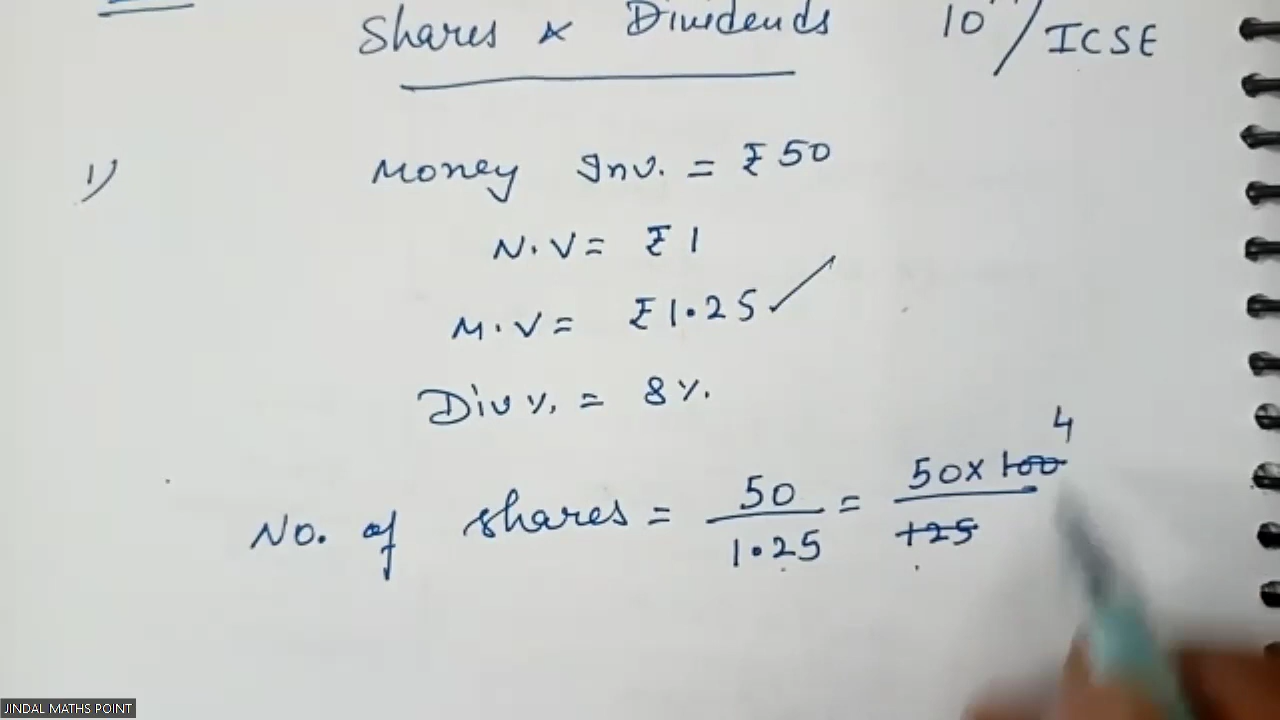 Shares & Dividends 10th / ICSE
1)
Money Inv. = ₹ 50
N.V = ₹ 1
M.V = ₹ 1.25
Div %. = 8 %.
4
No. of shares = 50 / 1.25 = 50 x 100 / 125
JINDAL MATHS POINT